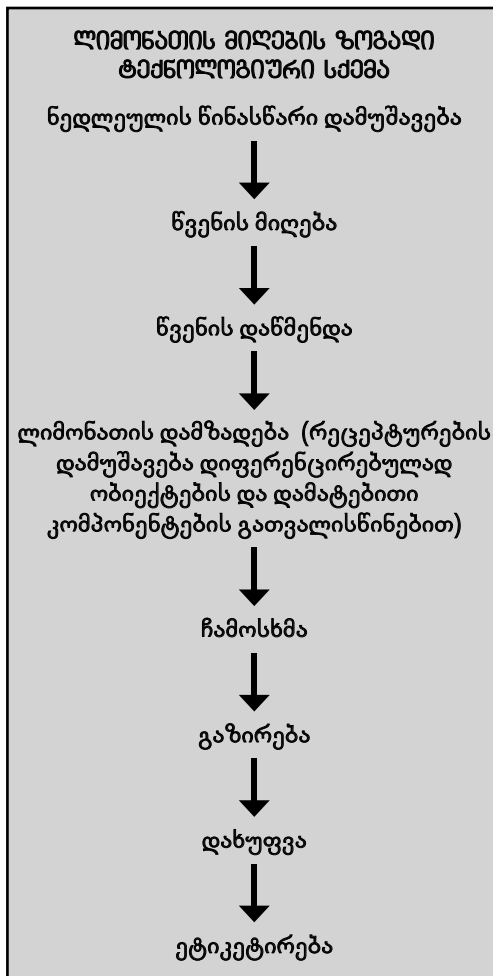 ლიმონათის მიღების ზოგადი
ტექნოლოგიური სქემა
ნედლეულის წინასწარი დამუშავება
წვენის მიღება
წვენის დაწმენდა
ლიმონათის დამზადება (რეცეპტურების
დამუშავება დიფერენცირებულად
ობიექტების და დამატებითი
კომპონენტების გათვალისწინებით)
ჩამოსხმა
გაზირება
დახუფვა
ეტიკეტირება